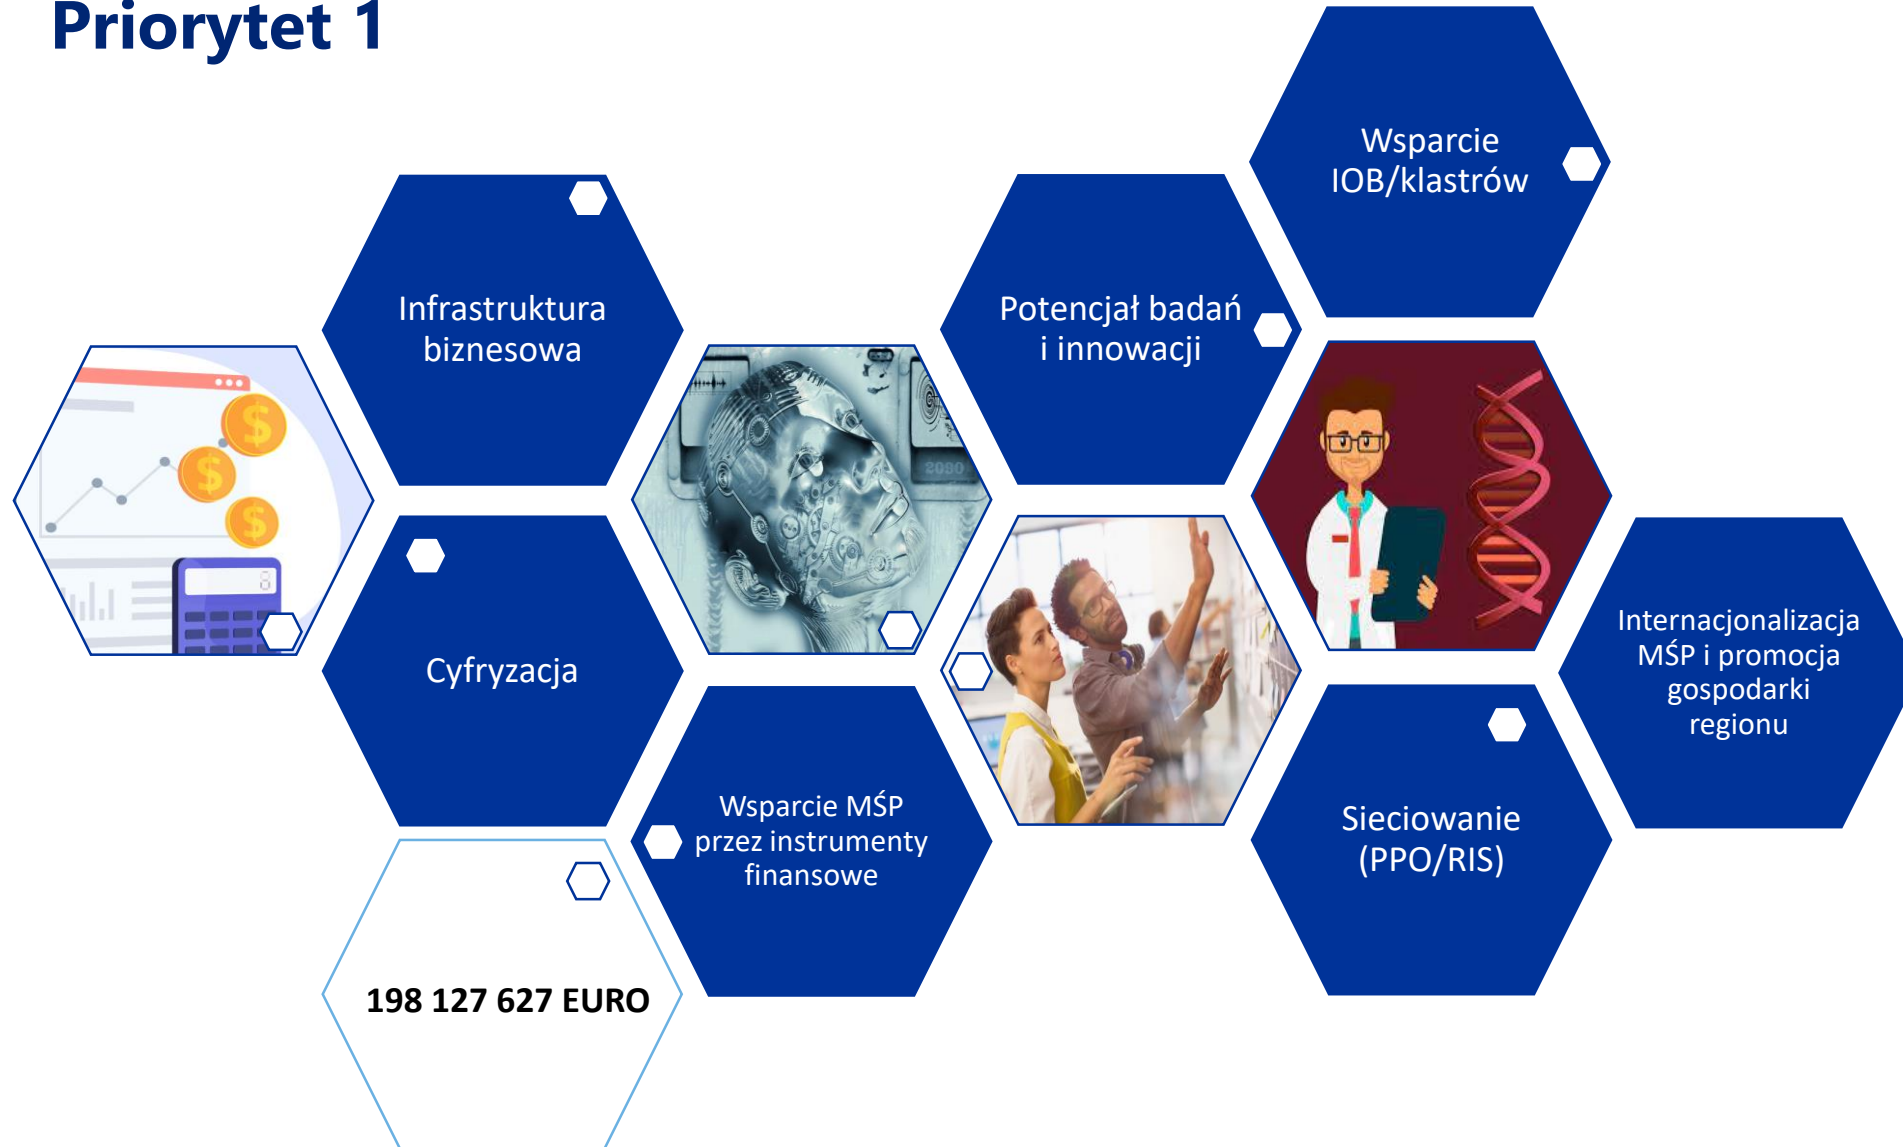 Priorytet 1
Wsparcie
IOB/klastrów
Infrastruktura
biznesowa
Potencjał badań
i innowacji
2090
Cyfryzacja
Internacjonalizacja
MŚP i promocja
gospodarki
regionu
Wsparcie MŚP
przez instrumenty
finansowe
Sieciowanie
(PPO/RIS)
198 127 627 EURO